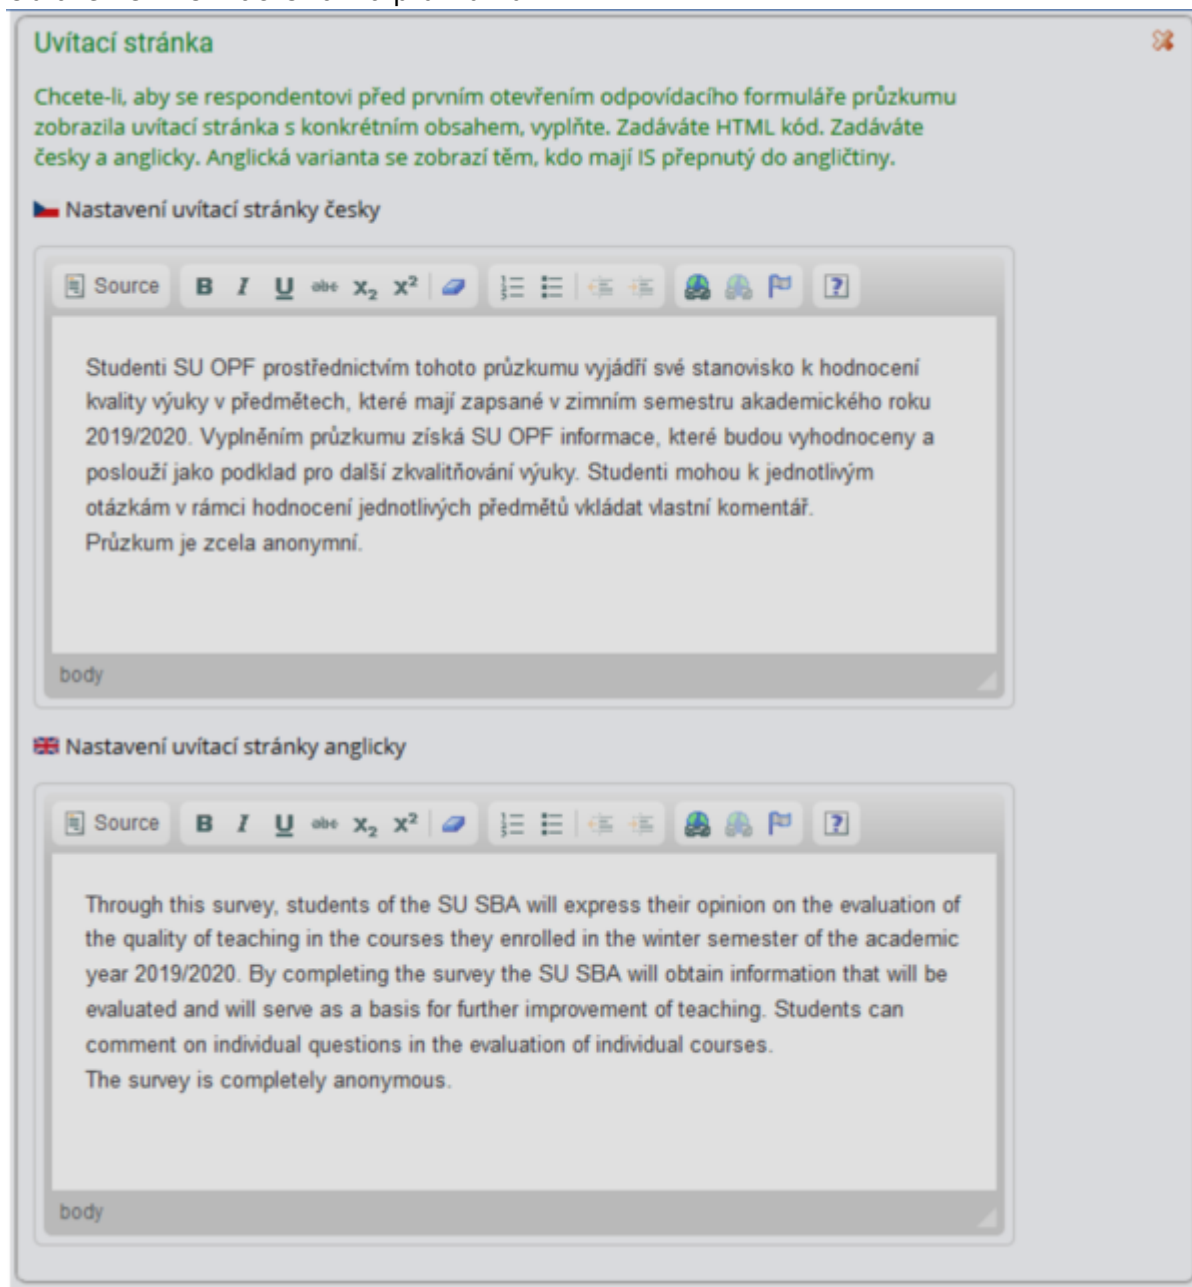 Uvítací stránka
Chcete-li, aby se respondentovi před prvním otevřením odpovídacího formuláře průzkumu
zobrazila uvítací stránka s konkrétním obsahem, vyplňte. Zadáváte HTML kód. Zadáváte
česky a anglicky. Anglická varianta se zobrazí těm, kdo mají IS přepnutý do angličtiny.
Nastavení uvítací stránky česky
Source B I U abc x₂ x² ?
Studenti SU OPF prostřednictvím tohoto průzkumu vyjádří své stanovisko k hodnocení
kvality výuky v předmětech, které mají zapsané v zimním semestru akademického roku
2019/2020. Vyplněním průzkumu získá SU OPF informace, které budou vyhodnoceny a
poslouží jako podklad pro další zkvalitňování výuky. Studenti mohou k jednotlivým
otázkám v rámci hodnocení jednotlivých předmětů vkládat vlastní komentář.
Průzkum je zcela anonymní.
body
Nastavení uvítací stránky anglicky
Source B I U abc x₂ x² ?
Through this survey, students of the SU SBA will express their opinion on the evaluation of
the quality of teaching in the courses they enrolled in the winter semester of the academic
year 2019/2020. By completing the survey the SU SBA will obtain information that will be
evaluated and will serve as a basis for further improvement of teaching. Students can
comment on individual questions in the evaluation of individual courses.
The survey is completely anonymous.
body